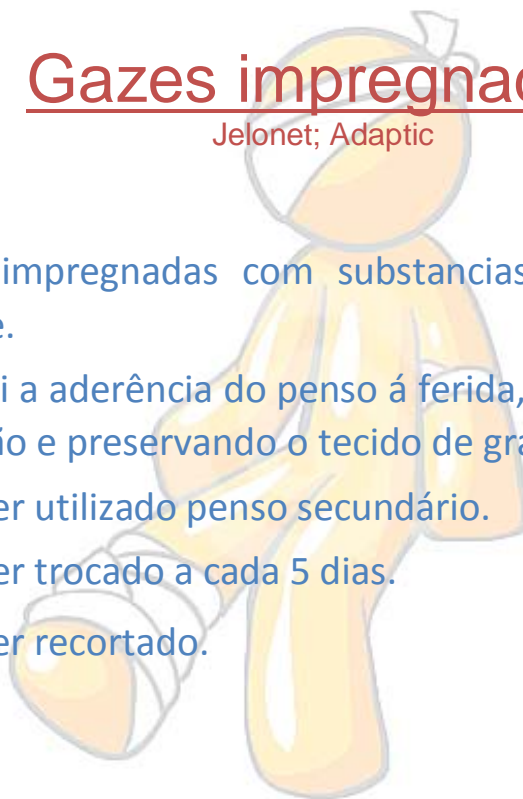 Gazes impregnad
Jelonet; Adaptic
impregnadas com substancias
e.
i a aderência do penso á ferida,
ão e preservando o tecido de gra
er utilizado penso secundário.
er trocado a cada 5 dias.
er recortado.